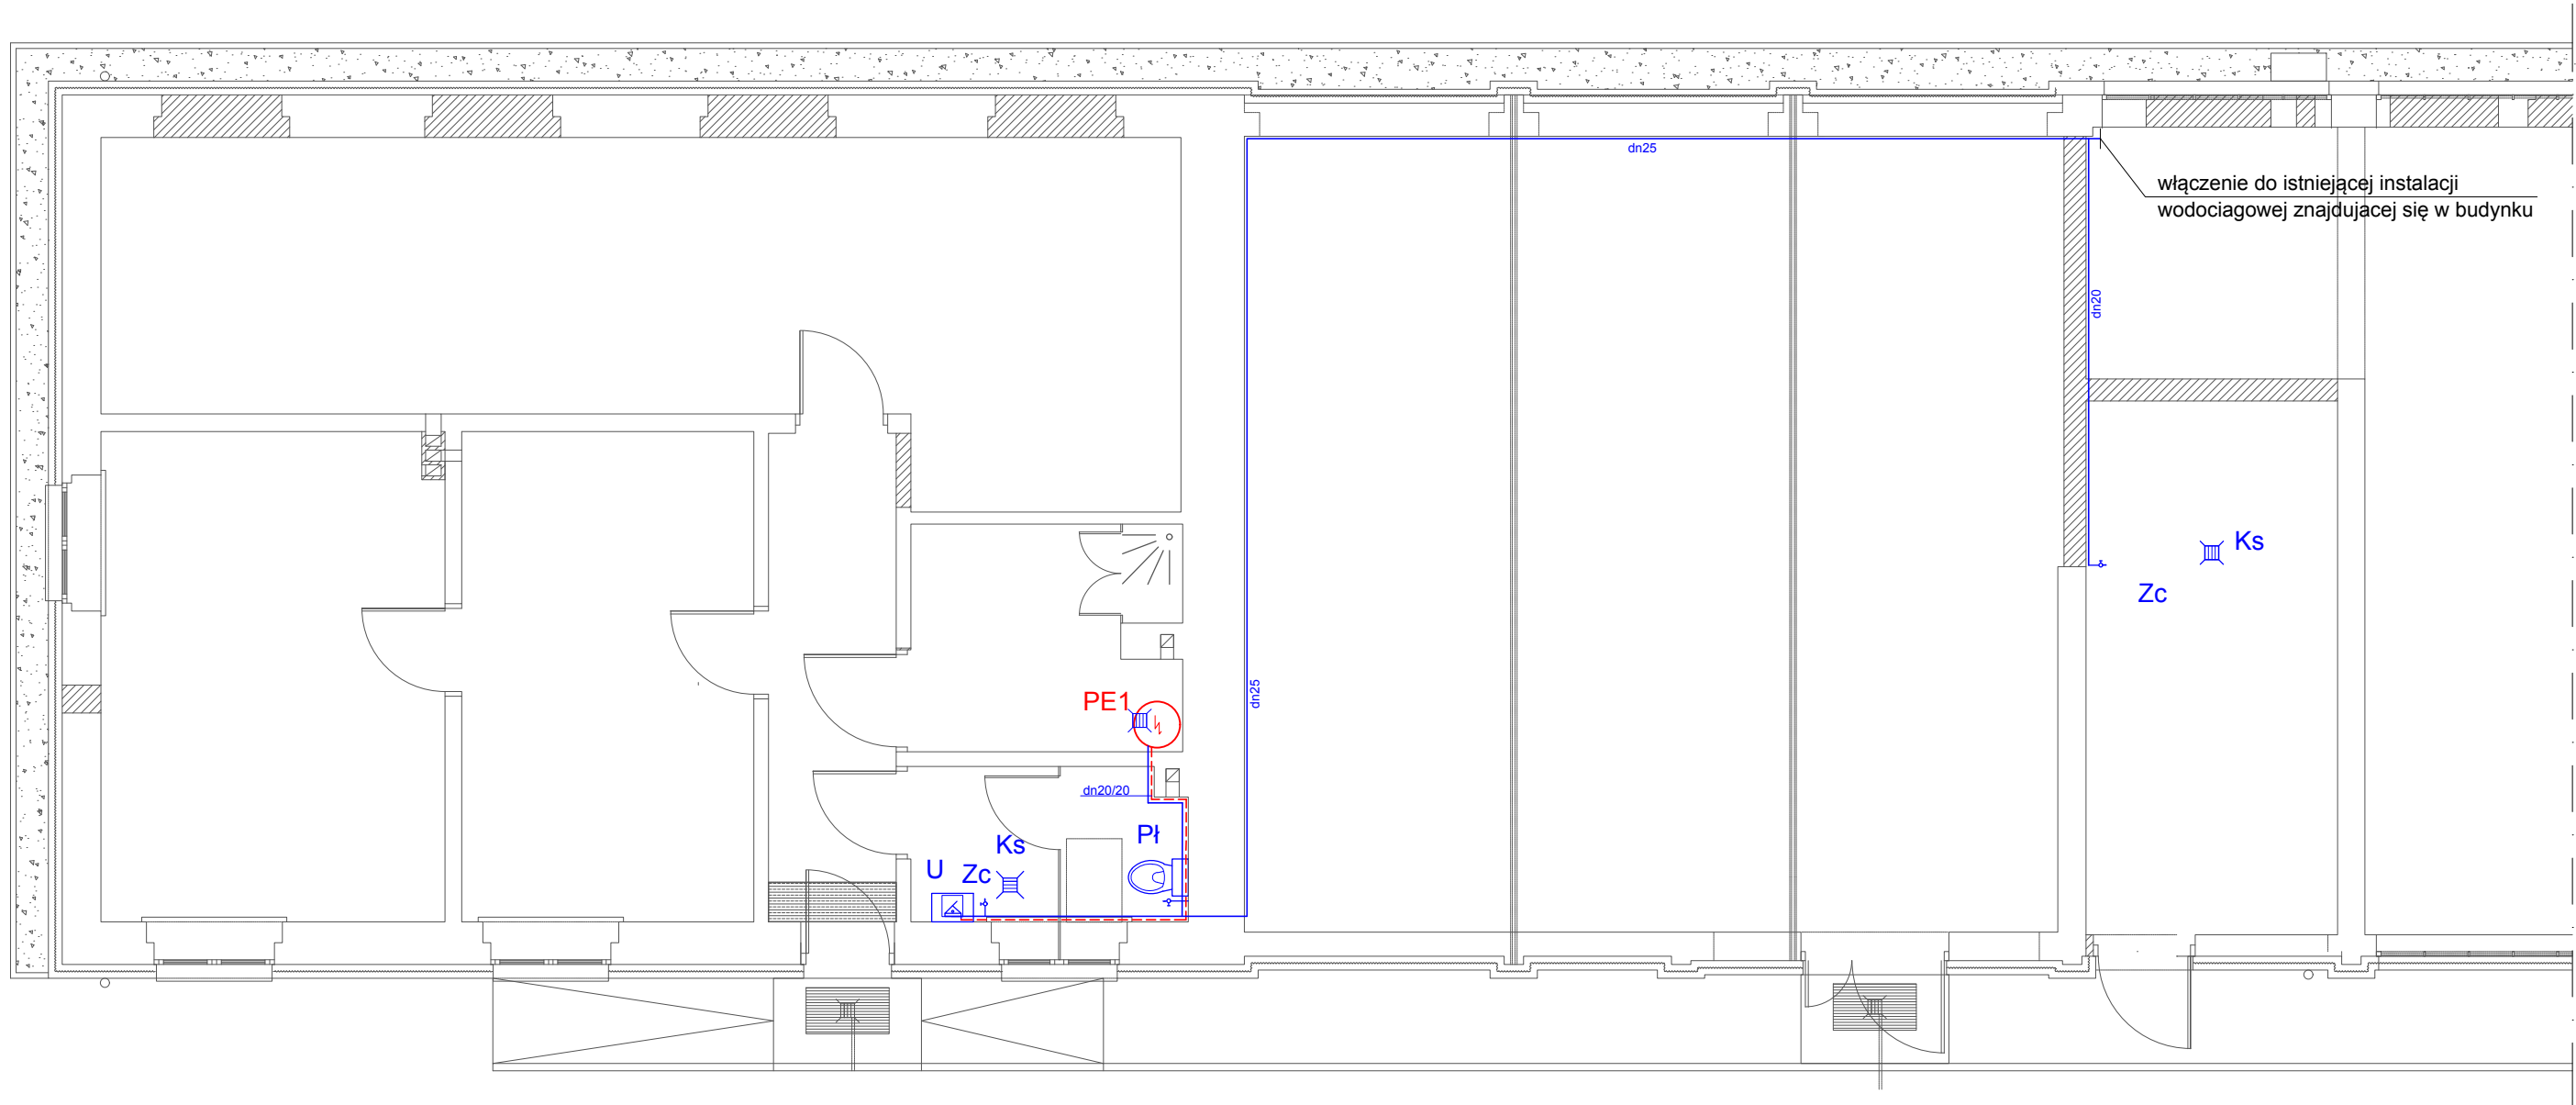 dn25
włączenie do istniejącej instalacji
wodociagowej znajdujacej się w budynku
dn20
Ks
Zc
dn25
PE1
dn20/20
Pł
Ks
U
Zc